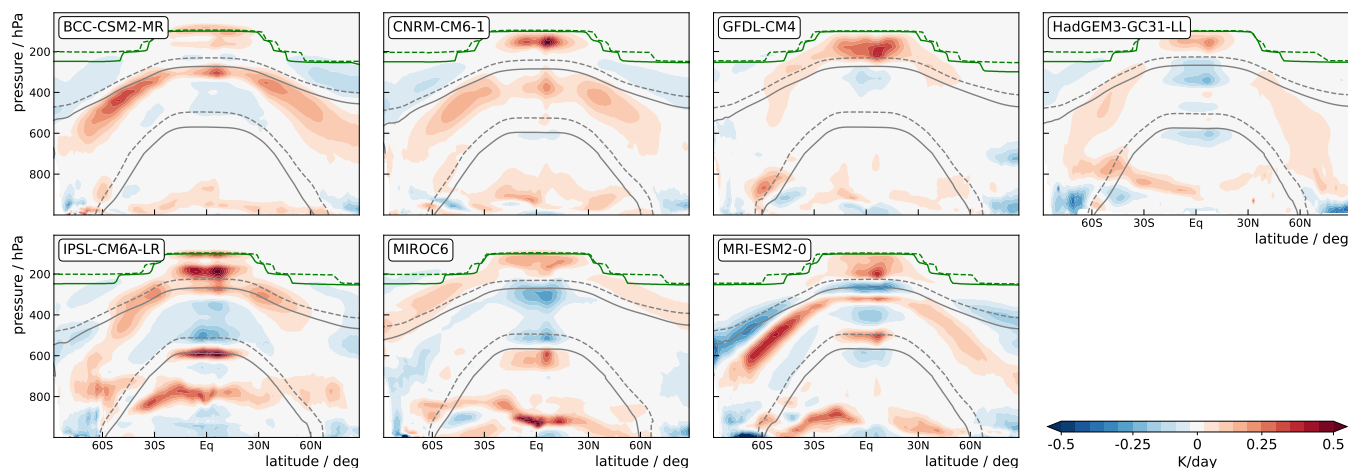 BCC-CSM2-MR
CNRM-CM6-1
GFDL-CM4
HadGEM3-GC31-LL
pressure / hPa
200
400
600
800
60S 30S Eq 30N 60N
latitude / deg
IPSL-CM6A-LR
MIROC6
MRI-ESM2-0
pressure / hPa
200
400
600
800
60S 30S Eq 30N 60N
latitude / deg
60S 30S Eq 30N 60N
latitude / deg
60S 30S Eq 30N 60N
latitude / deg
-0.5 -0.25 0 0.25 0.5
K/day